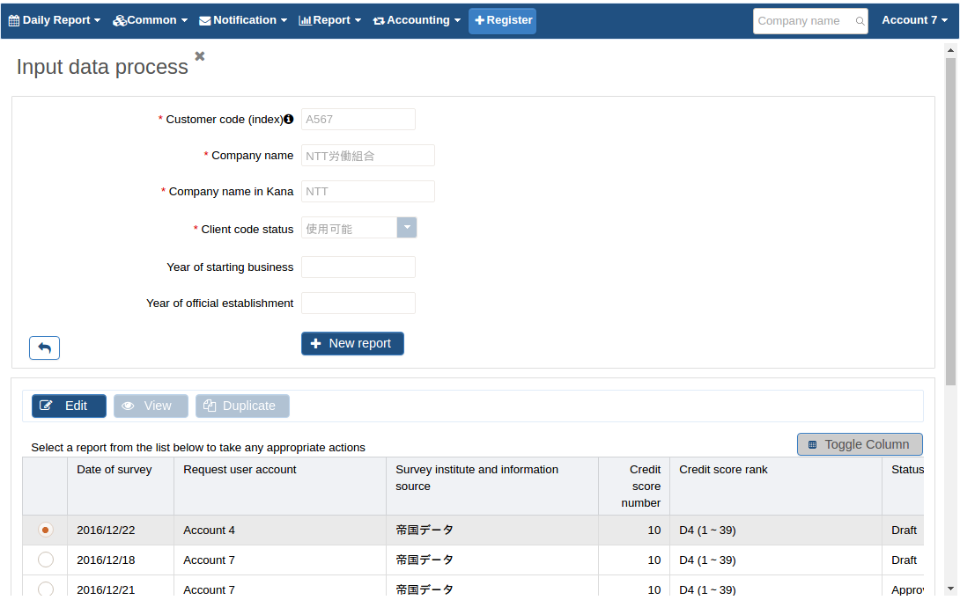 Daily Report Common Notification Report Accounting Register Company name Account 7
Input data process
* Customer code (index) A567
* Company name NTT労働組合
* Company name in Kana NTT
* Client code status 使用可能
Year of starting business
Year of official establishment
New report
Edit View Duplicate
Select a report from the list below to take any appropriate actions
Toggle Column
Date of survey Request user account Survey institute and information source Credit score number Credit score rank Status
2016/12/22 Account 4 帝国データ 10 D4 (1 ~ 39) Draft
2016/12/18 Account 7 帝国データ 10 D4 (1 ~ 39) Draft
2016/12/21 Account 7 帝国データ 10 D4 (1 ~ 39) Approv